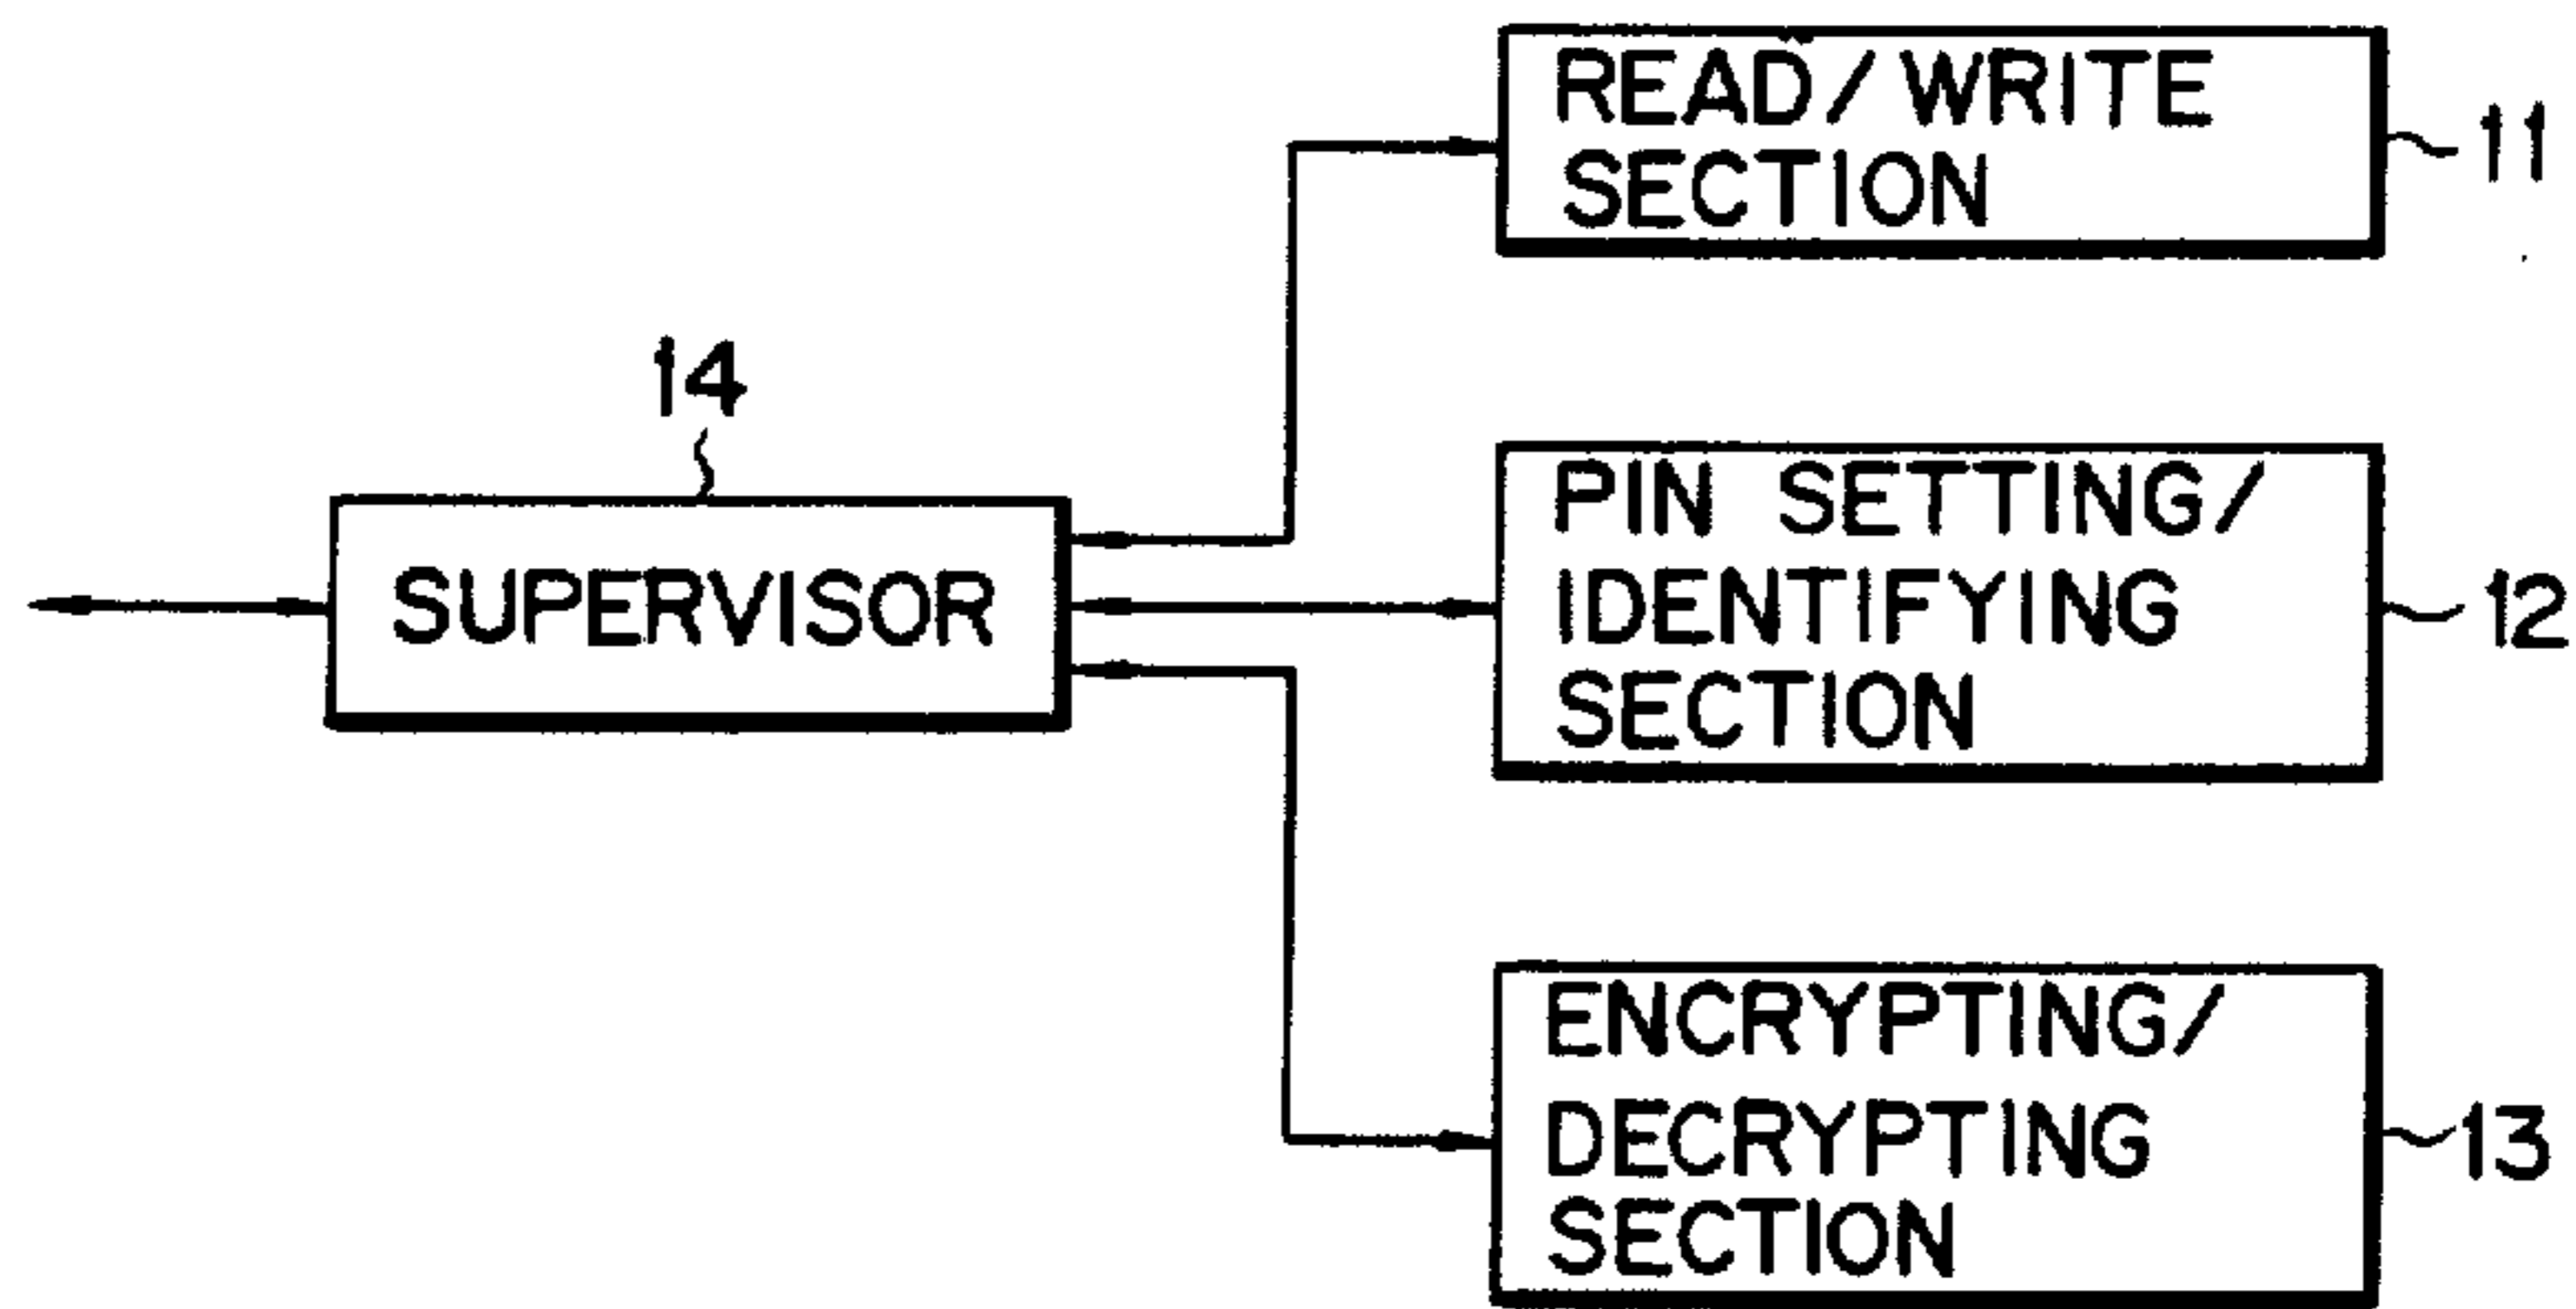 READ/WRITE
SECTION
11
14
SUPERVISOR
PIN SETTING/
IDENTIFYING
SECTION
12
ENCRYPTING/
DECRYPTING
SECTION
13